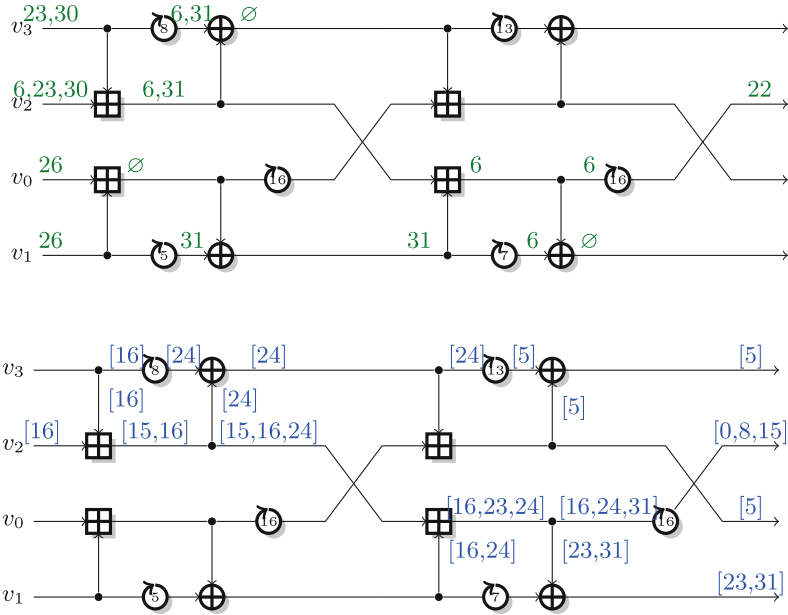 23,30 6,31 ∅
v₃ 8 13
6,23,30 6,31 22
v₂
26 ∅ 6 6
v₀ 16 16
26 31 31 6 ∅
v₁ 5 7
[16] [24] [24] [24] [5] [5]
v₃ 8 13
[16] [24] [5]
[16] [15,16] [15,16,24] [0,8,15]
v₂
[16,23,24] [16,24,31] [5]
v₀ 16 16
[16,24] [23,31]
[23,31]
v₁ 5 7